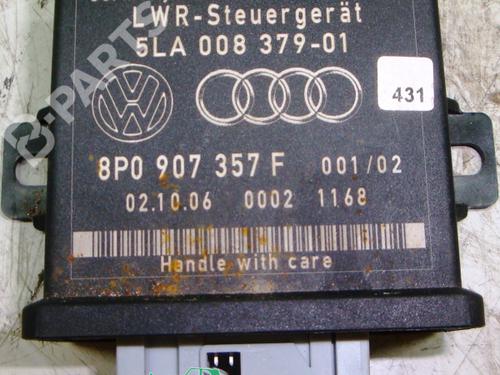 LWR-Steuergerät
5LA 008 379-01
431
8P0 907 357 F 001/02
02.10.06 0002 1168
Handle with care
B-PARTS